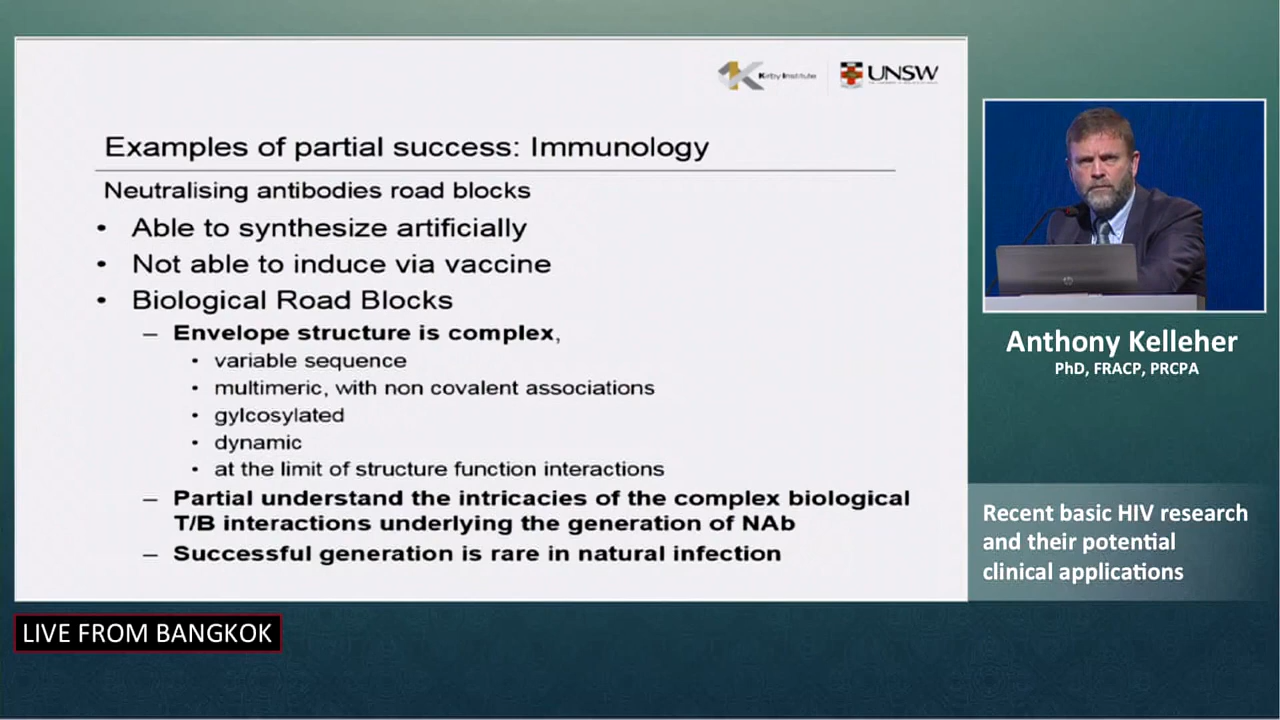 Kirby Institute
UNSW
Examples of partial success: Immunology
Neutralising antibodies road blocks
• Able to synthesize artificially
• Not able to induce via vaccine
• Biological Road Blocks
– Envelope structure is complex,
• variable sequence
• multimeric, with non covalent associations
• gylcosylated
• dynamic
• at the limit of structure function interactions
– Partial understand the intricacies of the complex biological
T/B interactions underlying the generation of NAb
– Successful generation is rare in natural infection
Anthony Kelleher
PhD, FRACP, PRCPA
Recent basic HIV research
and their potential
clinical applications
LIVE FROM BANGKOK